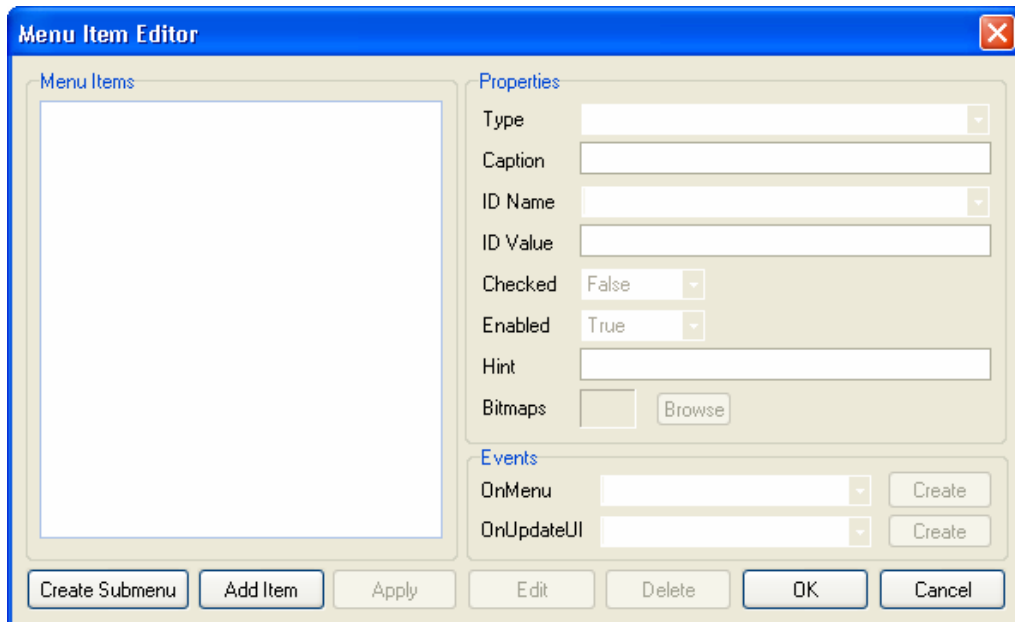 Menu Item Editor
Menu Items
Properties
Type
Caption
ID Name
ID Value
Checked False
Enabled True
Hint
Bitmaps Browse
Events
OnMenu Create
OnUpdateUI Create
Create Submenu Add Item Apply Edit Delete OK Cancel